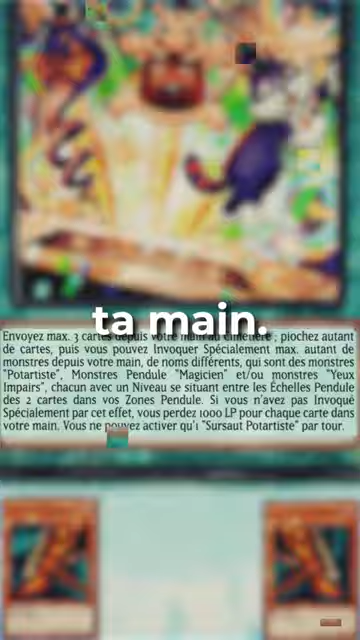 ta main.
Envoyez max. 3 cartes depuis votre main au Cimetière ; piochez autant
de cartes, puis vous pouvez Invoquer Spécialement max. autant de
monstres depuis votre main, de noms différents, qui sont des monstres
"Potartiste", Monstres Pendule "Magicien" et/ou monstres "Yeux
Impairs", chacun avec un Niveau se situant entre les Échelles Pendule
des 2 cartes dans vos Zones Pendule. Si vous n'avez pas Invoqué
Spécialement par cet effet, vous perdez 1000 LP pour chaque carte dans
votre main. Vous ne pouvez activer qu'1 "Sursaut Potartiste" par tour.